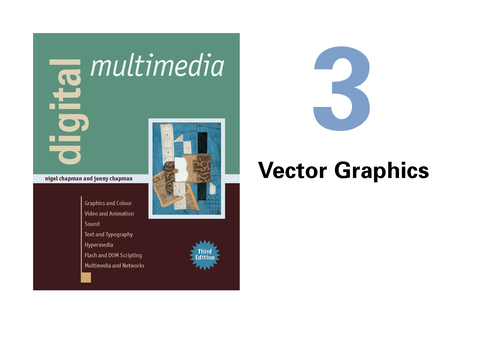 digital
multimedia
nigel chapman and jenny chapman
Graphics and Colour
Video and Animation
Sound
Text and Typography
Hypermedia
Flash and DOM Scripting
Multimedia and Networks
Third
Edition
3
Vector Graphics